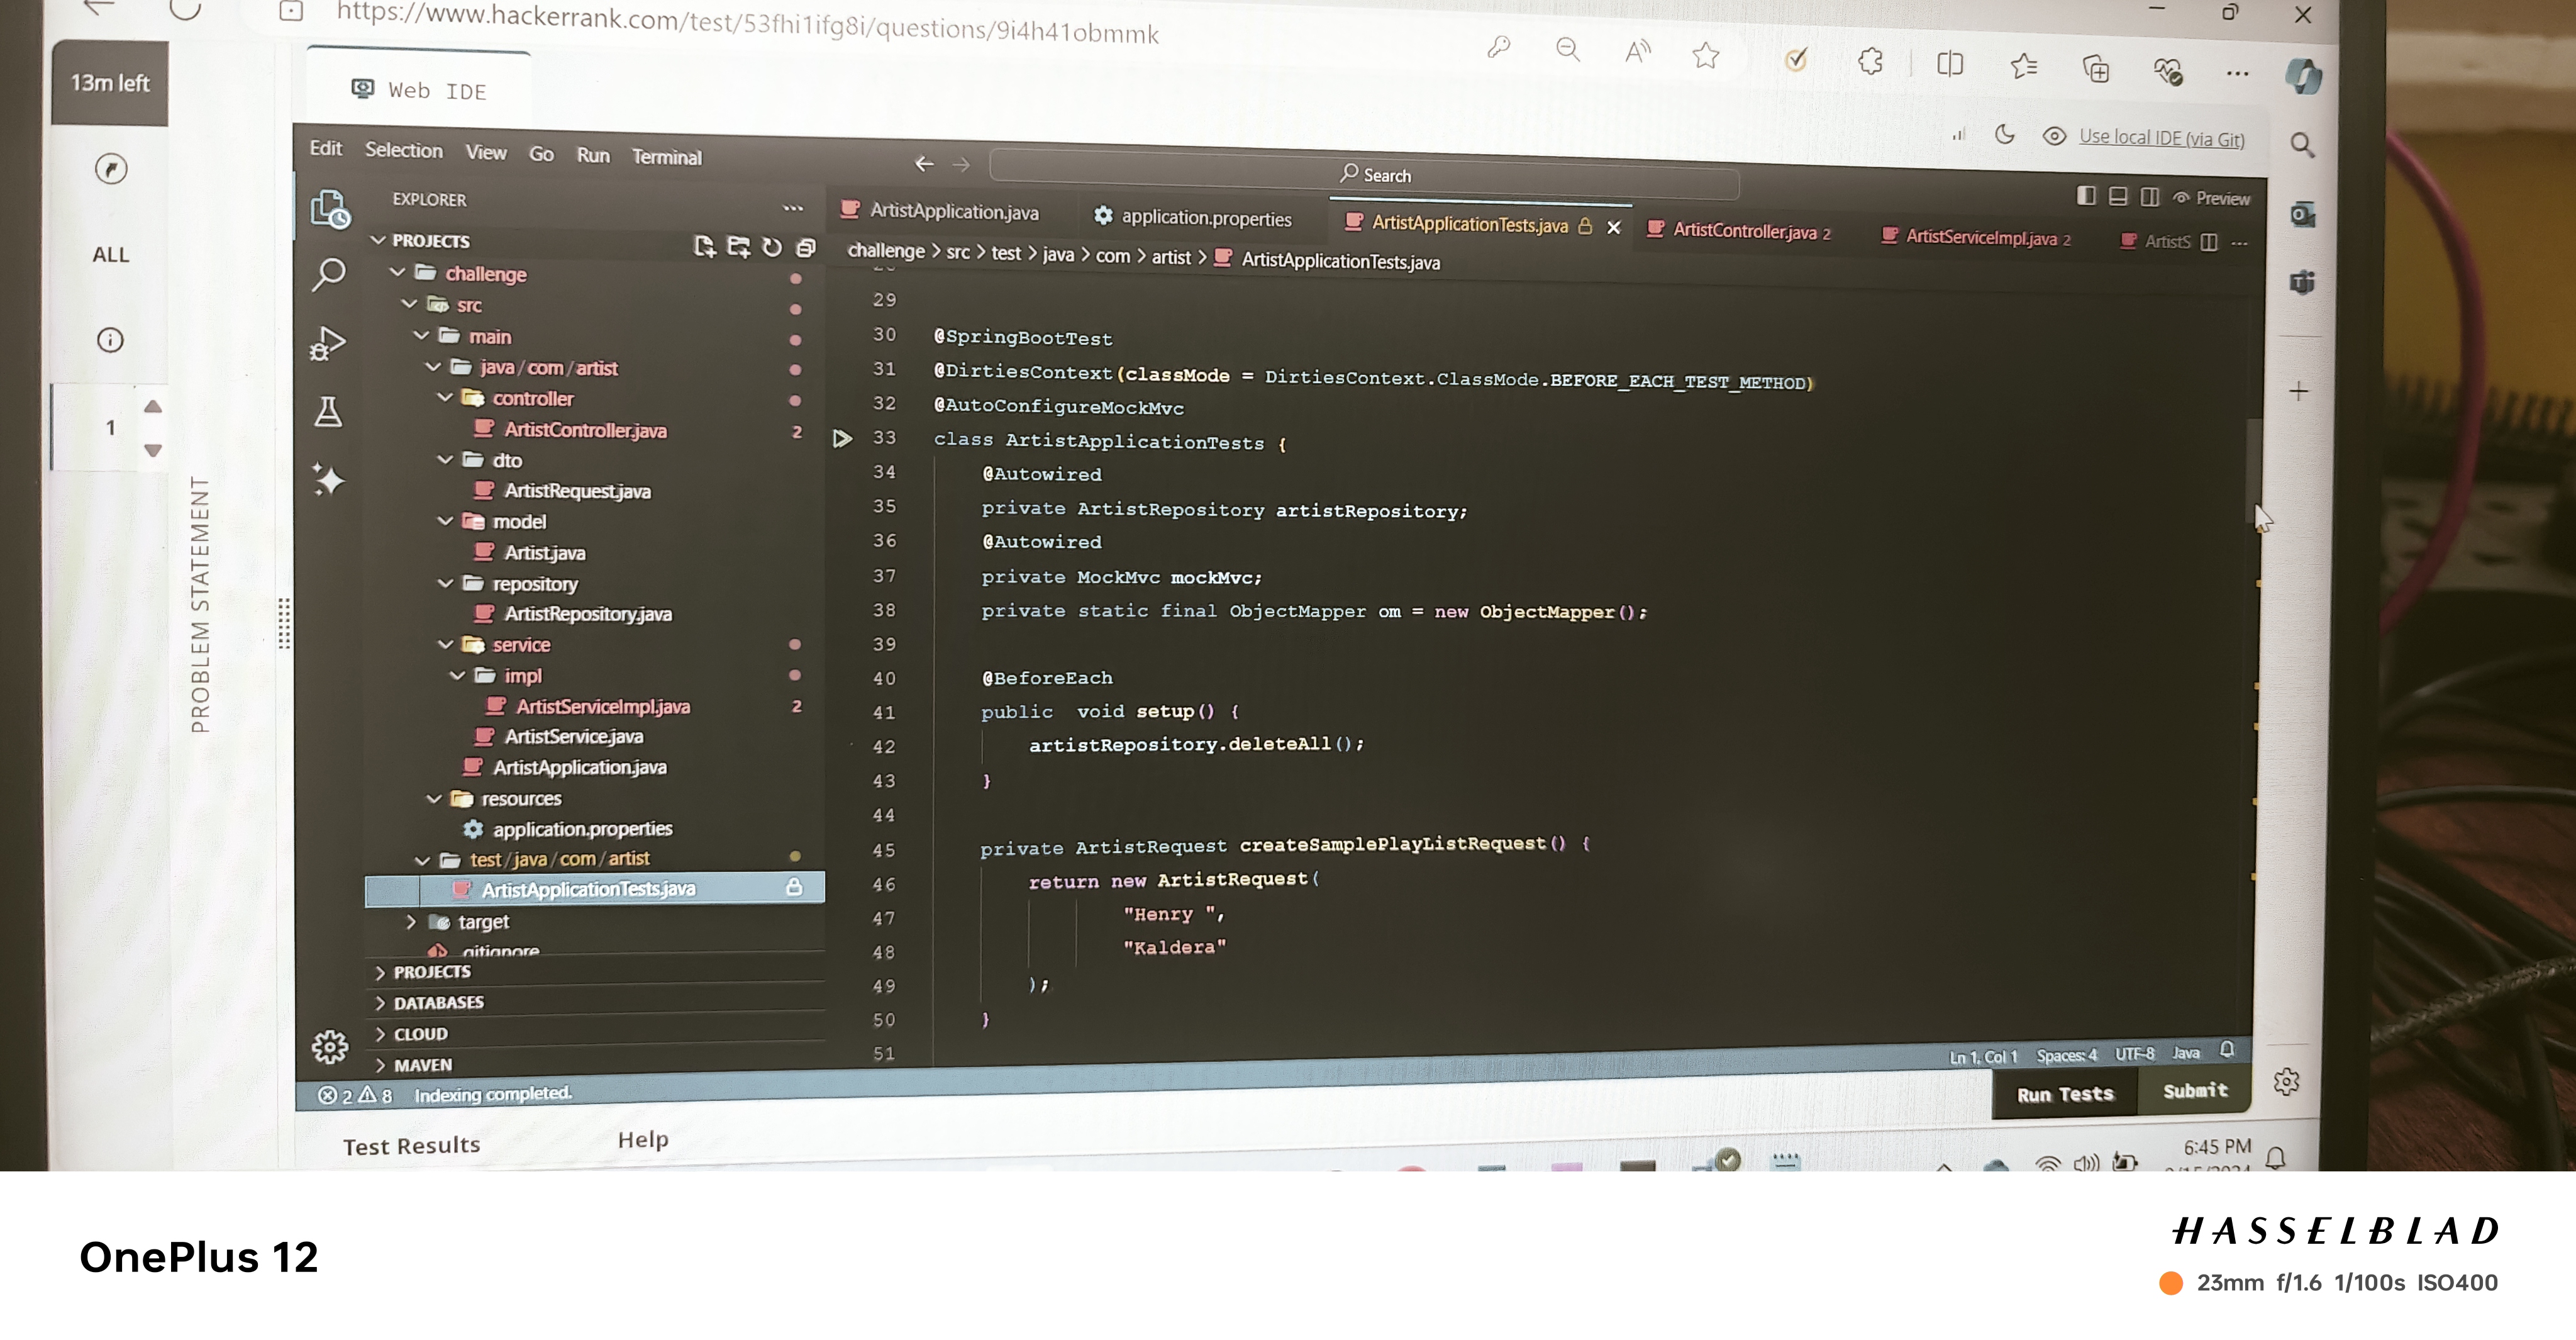 https://www.hackerrank.com/test/53fhi1ifg8i/questions/9i4h41obmmk
13m left
Web IDE
Use local IDE (via Git)
Edit Selection View Go Run Terminal
Search
Preview
ALL
1
PROBLEM STATEMENT
EXPLORER
PROJECTS
challenge
src
main
java/com/artist
controller
ArtistController.java 2
dto
ArtistRequest.java
model
Artist.java
repository
ArtistRepository.java
service
impl
ArtistServiceImpl.java 2
ArtistService.java
ArtistApplication.java
resources
application.properties
test/java/com/artist
ArtistApplicationTests.java
target
.gitignore
PROJECTS
DATABASES
CLOUD
MAVEN
ArtistApplication.java application.properties ArtistApplicationTests.java ArtistController.java 2 ArtistServiceImpl.java 2 ArtistS
challenge > src > test > java > com > artist > ArtistApplicationTests.java
29
30 @SpringBootTest
31 @DirtiesContext(classMode = DirtiesContext.ClassMode.BEFORE_EACH_TEST_METHOD)
32 @AutoConfigureMockMvc
33 class ArtistApplicationTests {
34 @Autowired
35 private ArtistRepository artistRepository;
36 @Autowired
37 private MockMvc mockMvc;
38 private static final ObjectMapper om = new ObjectMapper();
39
40 @BeforeEach
41 public void setup() {
42 artistRepository.deleteAll();
43 }
44
45 private ArtistRequest createSamplePlayListRequest() {
46 return new ArtistRequest(
47 "Henry ",
48 "Kaldera"
49 );
50 }
51
2 8 Indexing completed.
Ln 1, Col 1 Spaces: 4 UTF-8 Java
Run Tests Submit
Test Results Help
6:45 PM
OnePlus 12
HASSELBLAD
23mm f/1.6 1/100s ISO400